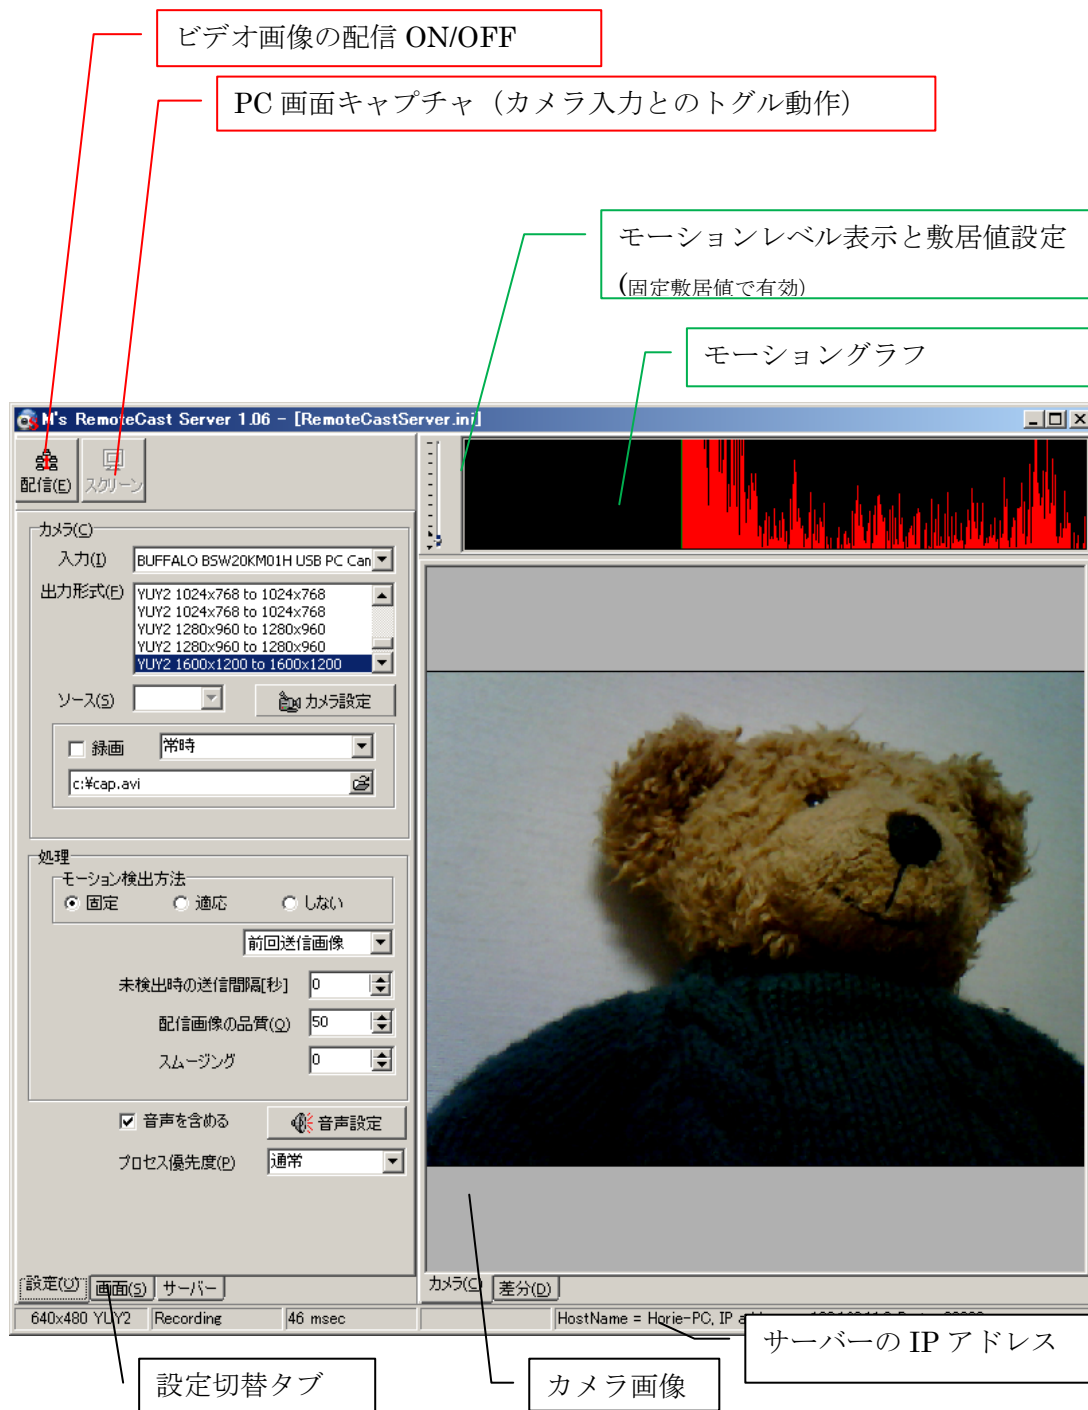 ビデオ画像の配信 ON/OFF
PC 画面キャプチャ（カメラ入力とのトグル動作）
モーションレベル表示と敷居値設定
(固定敷居値で有効)
モーショングラフ
M's RemoteCast Server 1.06 - [RemoteCastServer.ini]
配信(E)
スクリーン
カメラ(C)
入力(I)
BUFFALO BSW20KM01H USB PC Can
出力形式(F)
YUY2 1024x768 to 1024x768
YUY2 1024x768 to 1024x768
YUY2 1280x960 to 1280x960
YUY2 1280x960 to 1280x960
YUY2 1600x1200 to 1600x1200
ソース(S)
カメラ設定
録画
常時
c:¥cap.avi
処理
モーション検出方法
固定
適応
しない
前回送信画像
未検出時の送信間隔[秒]
0
配信画像の品質(Q)
50
スムージング
0
音声を含める
音声設定
プロセス優先度(P)
通常
設定(U)
画面(S)
サーバー
カメラ(C)
差分(D)
640x480 YUY2
Recording
46 msec
HostName = Horie-PC, IP
サーバーの IP アドレス
設定切替タブ
カメラ画像